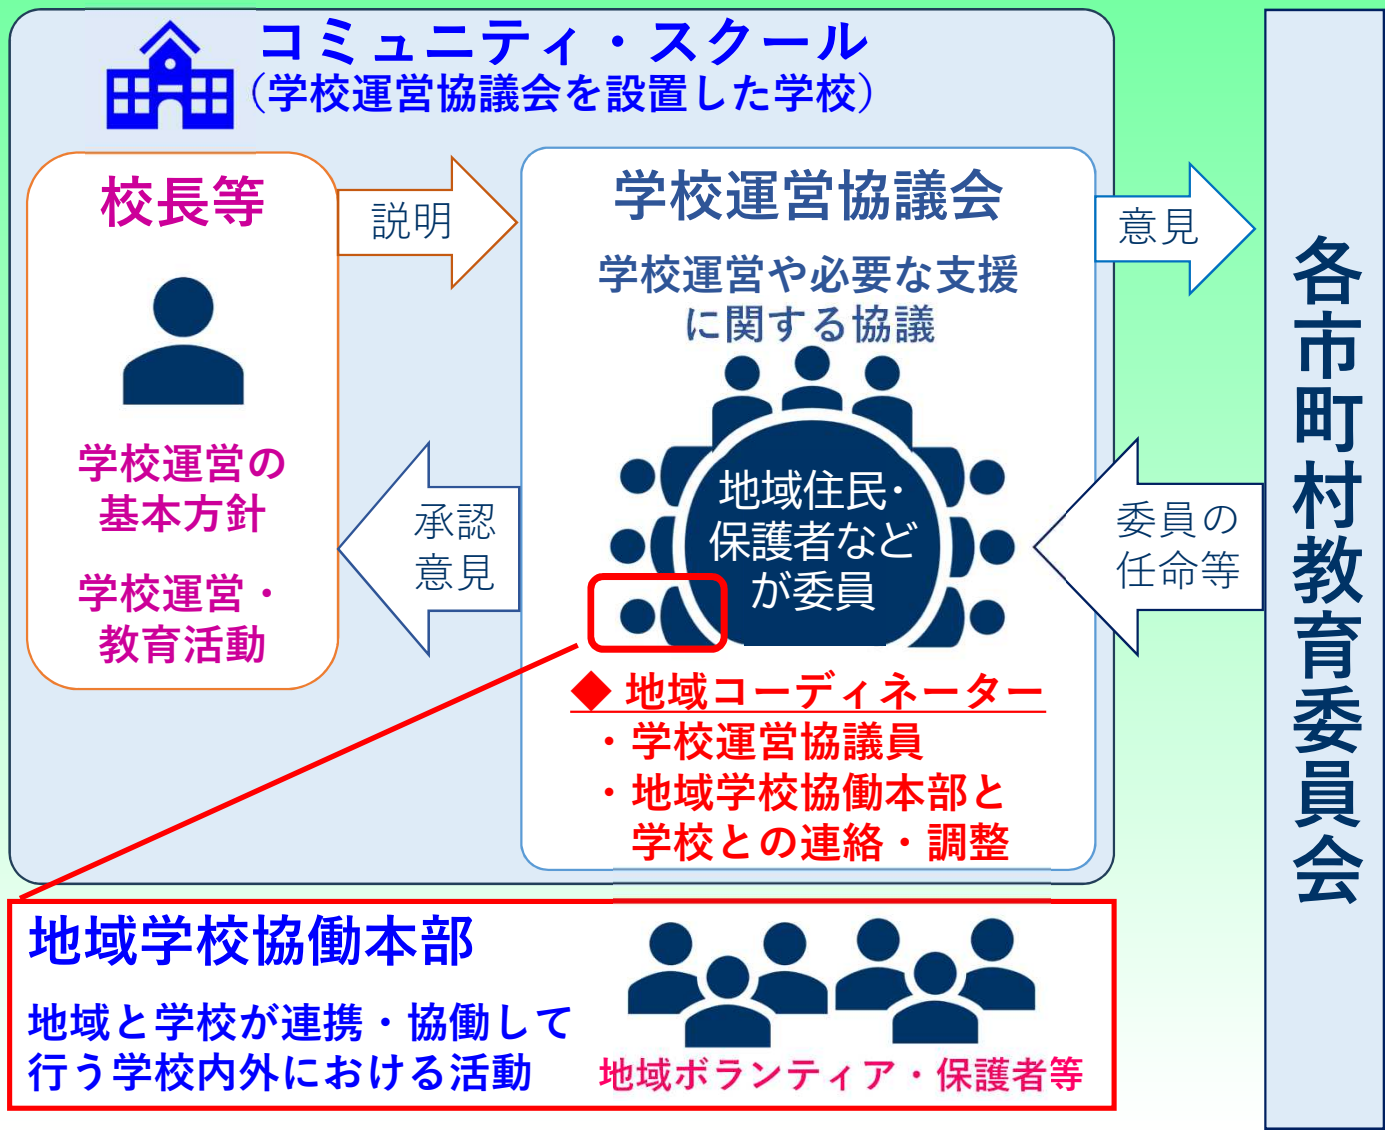 コミュニティ・スクール
（学校運営協議会を設置した学校）
校長等
学校運営の
基本方針
学校運営・
教育活動
説明
承認
意見
学校運営協議会
学校運営や必要な支援
に関する協議
地域住民・
保護者など
が委員
◆ 地域コーディネーター
・学校運営協議員
・地域学校協働本部と
学校との連絡・調整
意見
委員の
任命等
各市町村教育委員会
地域学校協働本部
地域と学校が連携・協働して
行う学校内外における活動
地域ボランティア・保護者等